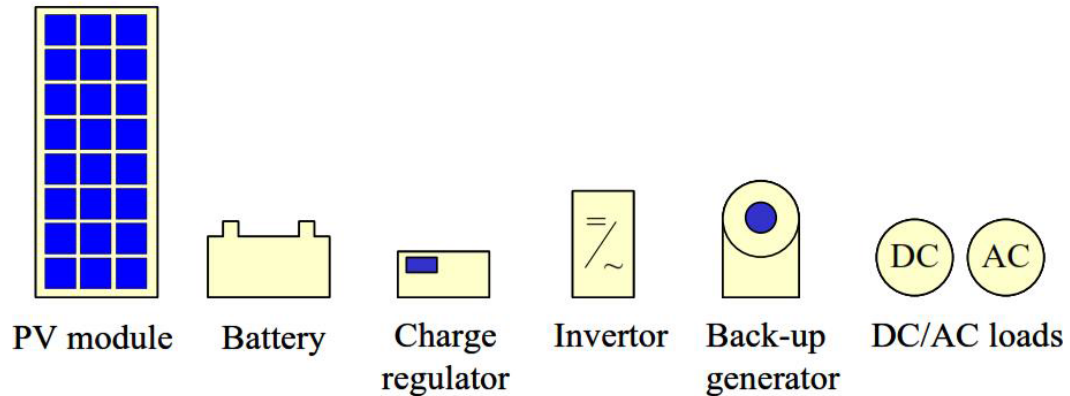 =
~
DC AC
PV module Battery Charge regulator Invertor Back-up generator DC/AC loads